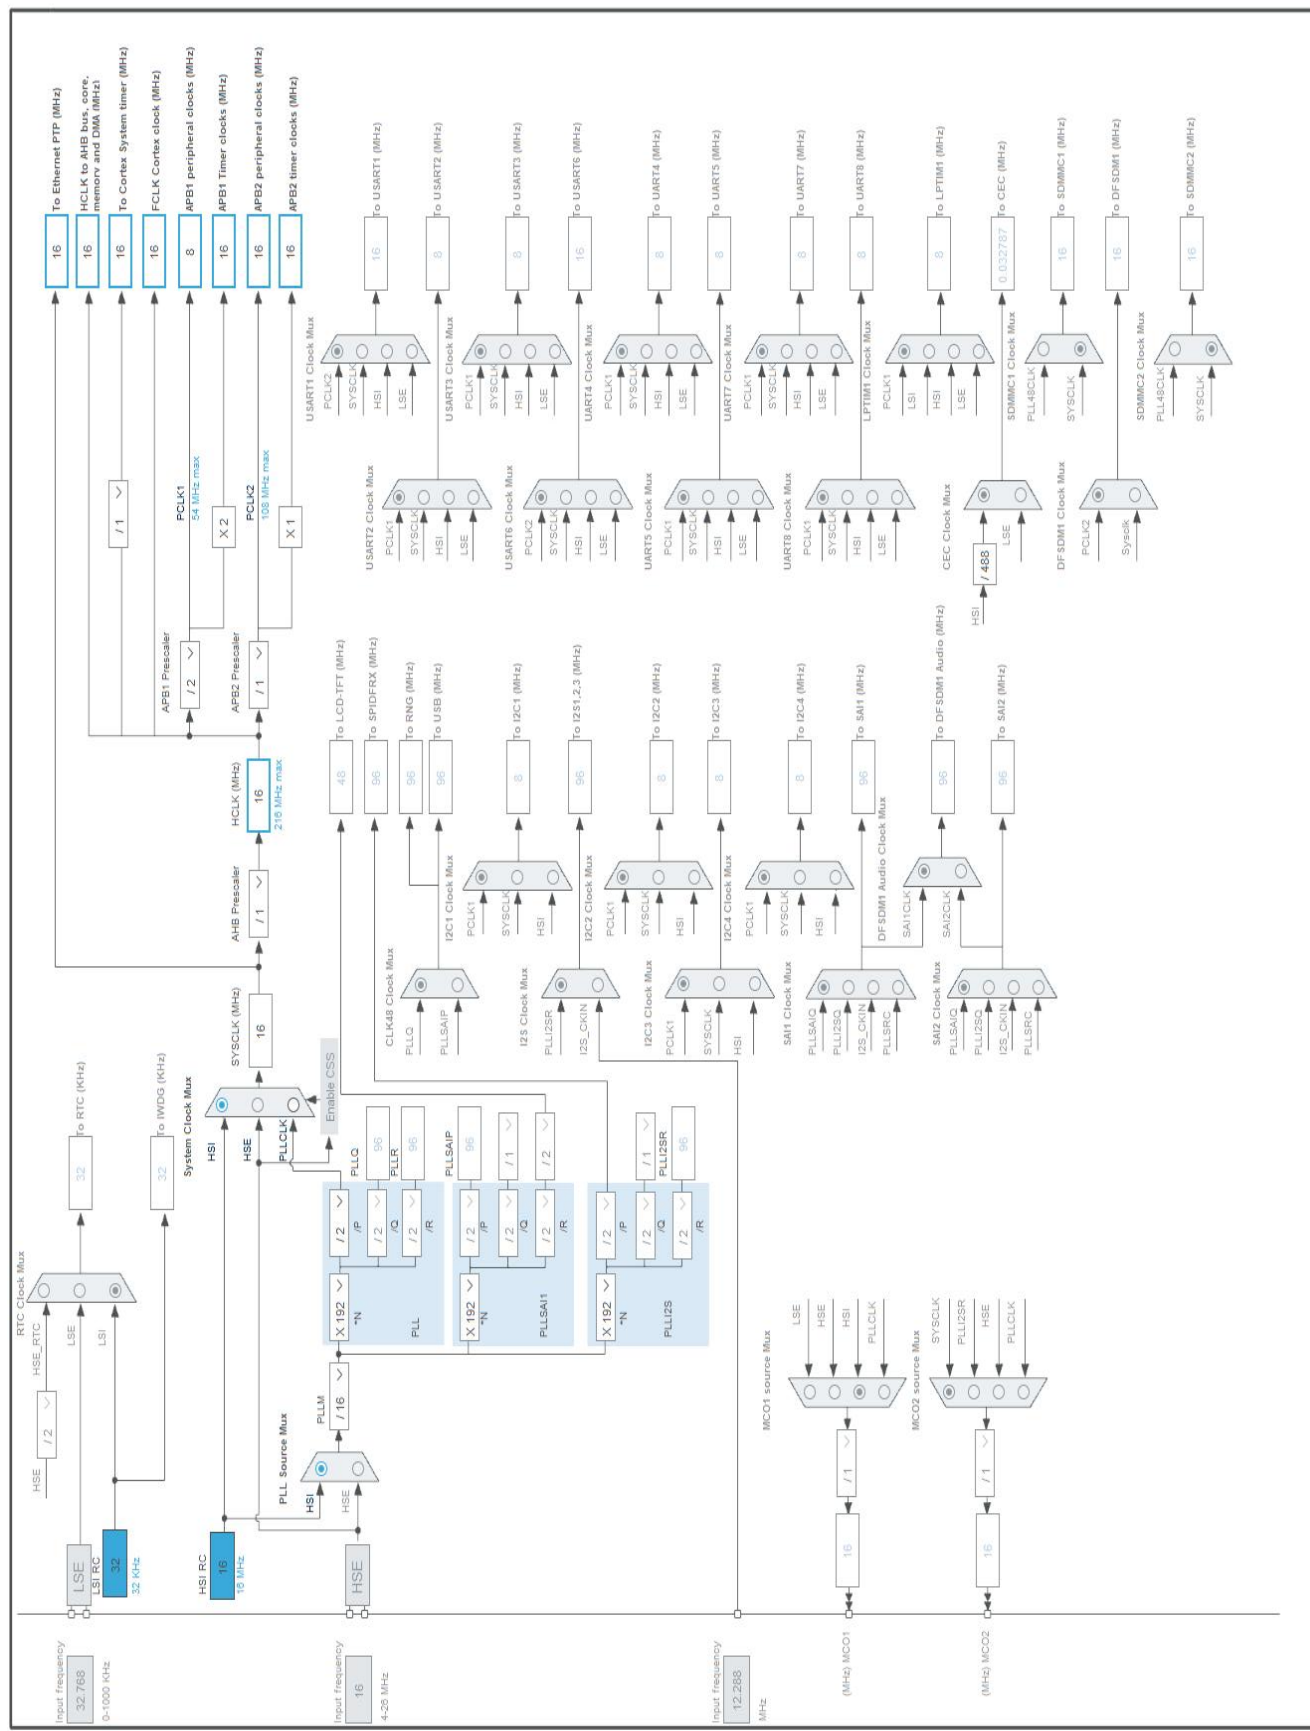 Input frequency
32.768
0-1000 KHz
LSE
LSI RC
32
32 KHz
HSE
/ 2
HSE_RTC
LSE
LSI
RTC Clock Mux
32
To RTC (KHz)
32
To IWDG (KHz)
HSI RC
16
16 MHz
Input frequency
16
4-26 MHz
HSE
PLL Source Mux
HSI
HSE
PLLM
/ 16
System Clock Mux
HSI
HSE
PLLCLK
Enable CSS
SYSCLK (MHz)
16
AHB Prescaler
/ 1
HCLK (MHz)
16
216 MHz max
APB1 Prescaler
/ 2
APB2 Prescaler
/ 1
/ 1
PCLK1
54 MHz max
X 2
PCLK2
108 MHz max
X 1
16
To Ethernet PTP (MHz)
16
HCLK to AHB bus, core,
memory and DMA (MHz)
16
To Cortex System timer (MHz)
16
FCLK Cortex clock (MHz)
8
APB1 peripheral clocks (MHz)
16
APB1 Timer clocks (MHz)
16
APB2 peripheral clocks (MHz)
16
APB2 timer clocks (MHz)
X 192
*N
PLL
/ 2
/P
/ 2
/Q
/ 2
/R
PLLQ
96
PLLR
96
X 192
*N
PLLSAI1
/ 2
/P
/ 2
/Q
/ 2
/R
PLLSAIP
96
/ 1
/ 2
X 192
*N
PLLI2S
/ 2
/P
/ 2
/Q
/ 2
/R
/ 1
PLLI2SR
96
48
To LCD-TFT (MHz)
96
To SPIDFRX (MHz)
96
To RNG (MHz)
96
To USB (MHz)
CLK48 Clock Mux
PLLQ
PLLSAIP
I2C1 Clock Mux
PCLK1
SYSCLK
HSI
8
To I2C1 (MHz)
I2S Clock Mux
PLLI2SR
I2S_CKIN
96
To I2S1,2,3 (MHz)
I2C2 Clock Mux
PCLK1
SYSCLK
HSI
8
To I2C2 (MHz)
I2C3 Clock Mux
PCLK1
SYSCLK
HSI
8
To I2C3 (MHz)
I2C4 Clock Mux
PCLK1
SYSCLK
HSI
8
To I2C4 (MHz)
SAI1 Clock Mux
PLLSAIQ
PLLI2SQ
I2S_CKIN
PLLSRC
96
To SAI1 (MHz)
DFSDM1 Audio Clock Mux
SAI1CLK
SAI2CLK
96
To DFSDM1 Audio (MHz)
SAI2 Clock Mux
PLLSAIQ
PLLI2SQ
I2S_CKIN
PLLSRC
96
To SAI2 (MHz)
USART1 Clock Mux
PCLK2
SYSCLK
HSI
LSE
16
To USART1 (MHz)
USART2 Clock Mux
PCLK1
SYSCLK
HSI
LSE
8
To USART2 (MHz)
USART3 Clock Mux
PCLK1
SYSCLK
HSI
LSE
8
To USART3 (MHz)
USART6 Clock Mux
PCLK2
SYSCLK
HSI
LSE
16
To USART6 (MHz)
UART4 Clock Mux
PCLK1
SYSCLK
HSI
LSE
8
To UART4 (MHz)
UART5 Clock Mux
PCLK1
SYSCLK
HSI
LSE
8
To UART5 (MHz)
UART7 Clock Mux
PCLK1
SYSCLK
HSI
LSE
8
To UART7 (MHz)
UART8 Clock Mux
PCLK1
SYSCLK
HSI
LSE
8
To UART8 (MHz)
LPTIM1 Clock Mux
PCLK1
LSI
HSI
LSE
8
To LPTIM1 (MHz)
CEC Clock Mux
HSI
/ 488
LSE
0.032787
To CEC (MHz)
SDMMC1 Clock Mux
PLL48CLK
SYSCLK
16
To SDMMC1 (MHz)
DFSDM1 Clock Mux
PCLK2
Sysclk
16
To DFSDM1 (MHz)
SDMMC2 Clock Mux
PLL48CLK
SYSCLK
16
To SDMMC2 (MHz)
Input frequency
12.288
MHz
(MHz) MCO1
16
/ 1
MCO1 source Mux
LSE
HSE
HSI
PLLCLK
(MHz) MCO2
16
/ 1
MCO2 source Mux
SYSCLK
PLLI2SR
HSE
PLLCLK